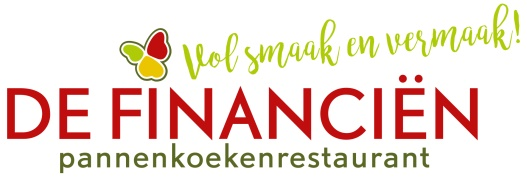 Vol smaak en vermaak!
DE FINANCIËN
pannenkoekenrestaurant